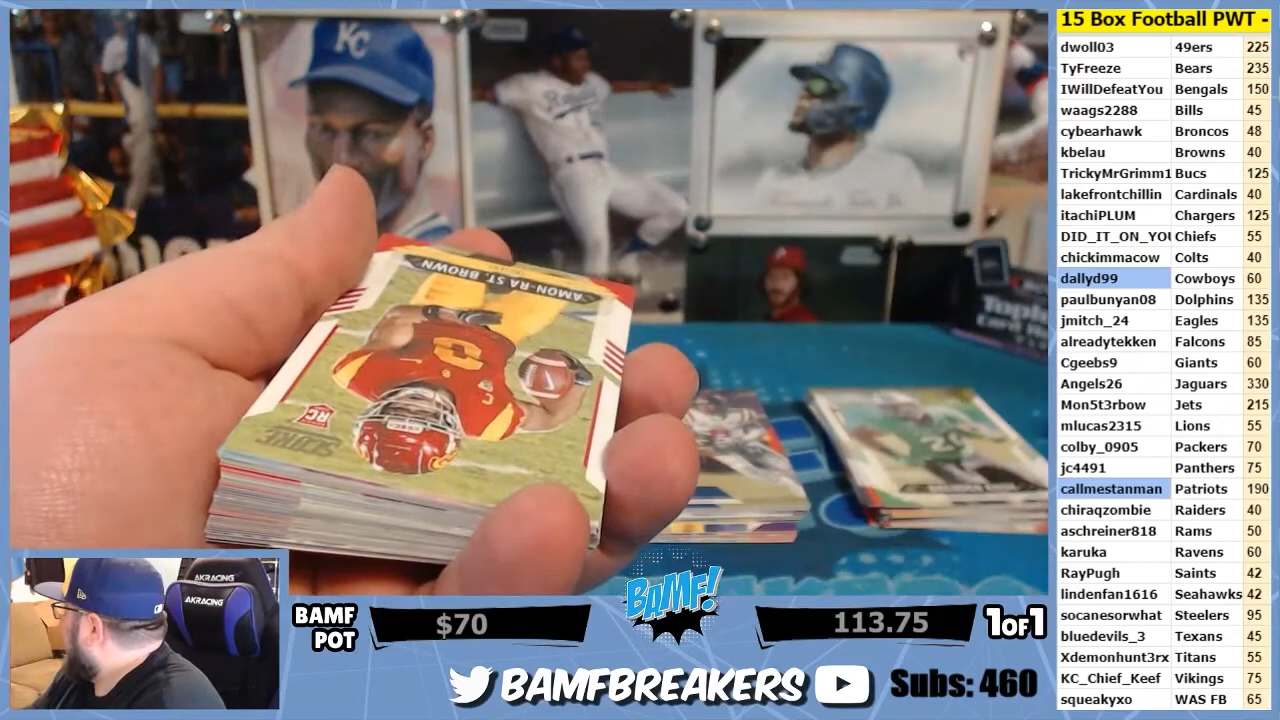 15 Box Football PWT -
dwoll03 49ers 225
TyFreeze Bears 235
IWillDefeatYou Bengals 150
waags2288 Bills 45
cybearhawk Broncos 48
kbelau Browns 40
TrickyMrGrimm1 Bucs 125
lakefrontchillin Cardinals 40
itachiPLUM Chargers 125
DID_IT_ON_YOU Chiefs 55
chickimmacow Colts 40
dallyd99 Cowboys 60
paulbunyan08 Dolphins 135
jmitch_24 Eagles 135
alreadytekken Falcons 85
Cgeebs9 Giants 60
Angels26 Jaguars 330
Mon5t3rbow Jets 215
mlucas2315 Lions 55
colby_0905 Packers 70
jc4491 Panthers 75
callmestanman Patriots 190
chiraqzombie Raiders 40
aschreiner818 Rams 50
karuka Ravens 60
RayPugh Saints 42
lindenfan1616 Seahawks 42
socanesorwhat Steelers 95
bluedevils_3 Texans 45
Xdemonhunt3rx Titans 55
KC_Chief_Keef Vikings 75
squeakyxo WAS FB 65
KC
AMON-RA ST. BROWN
RC
SCORE
Topps
AKRACING
AKRACING
BAMF
POT
$70
BAMF!
113.75
1OF1
BAMFBREAKERS
Subs: 460